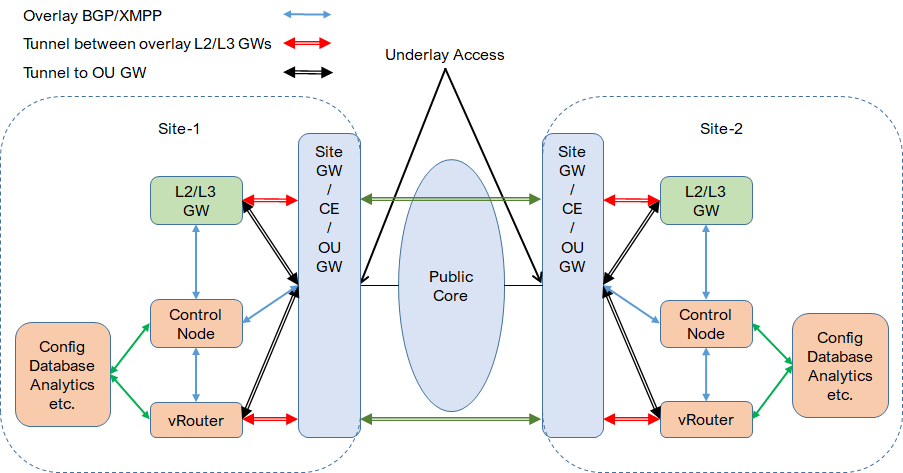 Overlay BGP/XMPP
Tunnel between overlay L2/L3 GWs
Tunnel to OU GW
Underlay Access
Site-1
Site-2
Site
GW
/
CE
/
OU
GW
Site
GW
/
CE
/
OU
GW
L2/L3
GW
L2/L3
GW
Public
Core
Control
Node
Control
Node
Config
Database
Analytics
etc.
Config
Database
Analytics
etc.
vRouter
vRouter